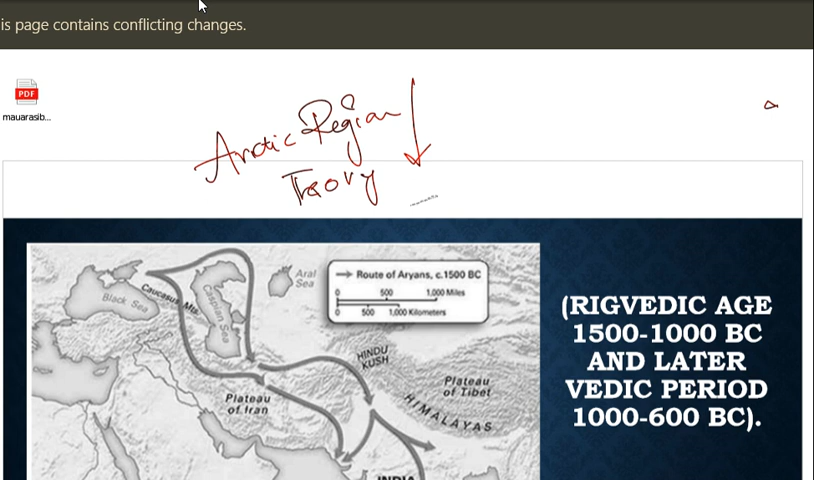 is page contains conflicting changes.
PDF
mauarasib...
Arctic Region
Theory
Aral
Sea
Route of Aryans, c.1500 BC
0 500 1,000 Miles
0 500 1,000 Kilometers
Black Sea
Caucasus Mts.
Caspian Sea
HINDU
KUSH
Plateau
of Tibet
Plateau
of Iran
HIMALAYAS
INDIA
(RIGVEDIC AGE
1500-1000 BC
AND LATER
VEDIC PERIOD
1000-600 BC).